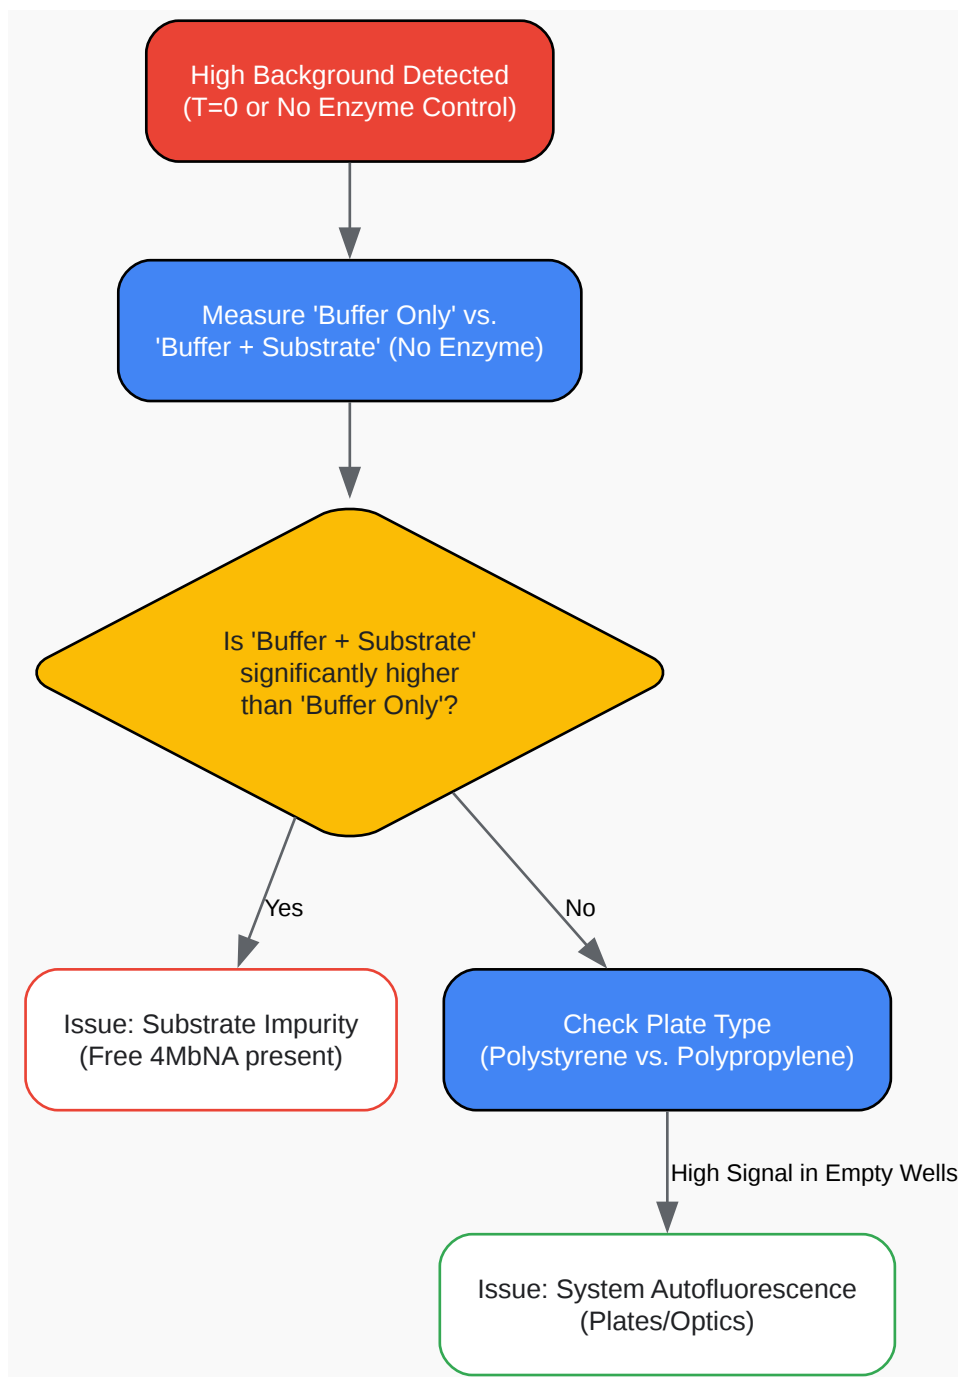 High Background Detected
(T=0 or No Enzyme Control)
Measure 'Buffer Only' vs.
'Buffer + Substrate' (No Enzyme)
Is 'Buffer + Substrate'
significantly higher
than 'Buffer Only'?
Yes
No
Issue: Substrate Impurity
(Free 4MbNA present)
Check Plate Type
(Polystyrene vs. Polypropylene)
High Signal in Empty Wells
Issue: System Autofluorescence
(Plates/Optics)